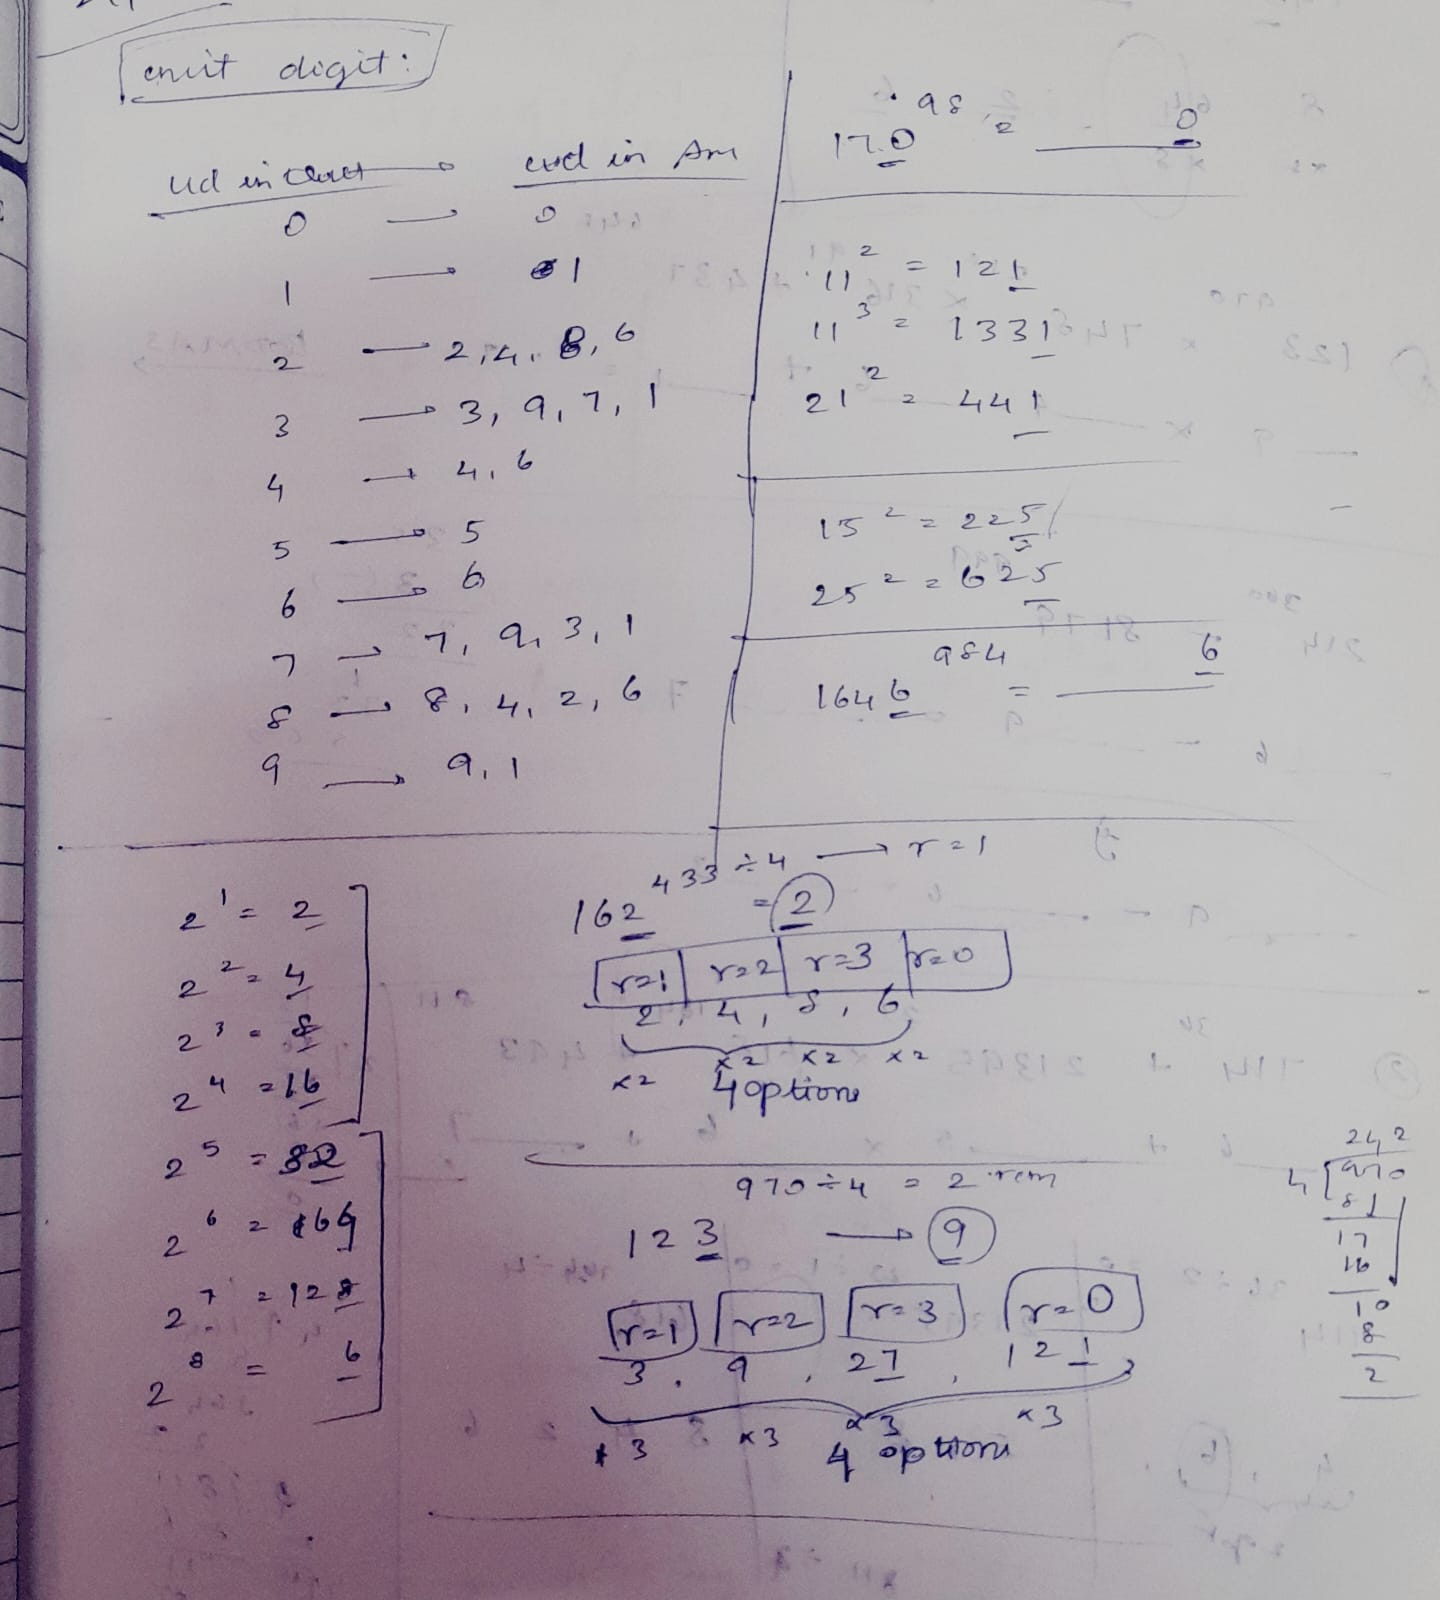 unit digit:
Ud in Ques → Ud in Ans
0 → 0
1 → 1
2 → 2, 4, 8, 6
3 → 3, 9, 7, 1
4 → 4, 6
5 → 5
6 → 6
7 → 7, 9, 3, 1
8 → 8, 4, 2, 6
9 → 9, 1
170^98 = ____0
11^2 = 121
11^3 = 1331
21^2 = 441
15^2 = 225
25^2 = 625
1646^984 = ____6
2^1 = 2
2^2 = 4
2^3 = 8
2^4 = 16
2^5 = 32
2^6 = 64
2^7 = 128
2^8 = 6
162^433 ÷ 4 → r = 1
= 2
r=1 r=2 r=3 r=0
2, 4, 8, 6
×2 ×2 ×2 ×2
4 options
970 ÷ 4 = 2 rem
123 → 9
r=1 r=2 r=3 r=0
3, 9, 27, 121
×3 ×3 ×3 ×3
4 options
242
4 970
8
17
16
10
8
2